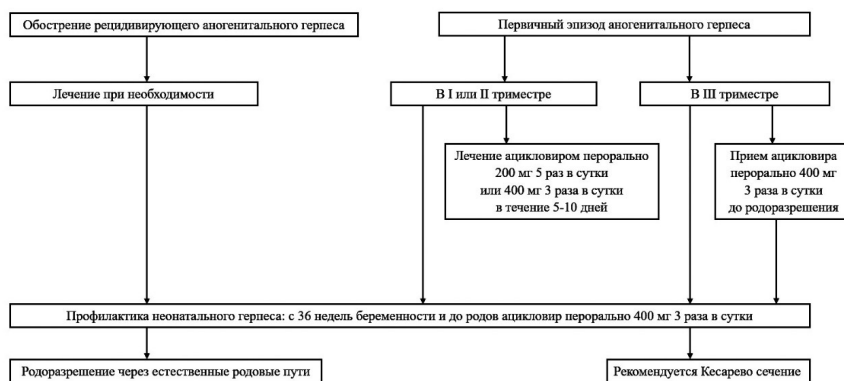 Обострение рецидивирующего аногенитального герпеса
Первичный эпизод аногенитального герпеса
Лечение при необходимости
В I или II триместре
В III триместре
Лечение ацикловиром перорально
200 мг 5 раз в сутки
или 400 мг 3 раза в сутки
в течение 5-10 дней
Прием ацикловира
перорально 400 мг
3 раза в сутки
до родоразрешения
Профилактика неонатального герпеса: с 36 недель беременности и до родов ацикловир перорально 400 мг 3 раза в сутки
Родоразрешение через естественные родовые пути
Рекомендуется Кесарево сечение